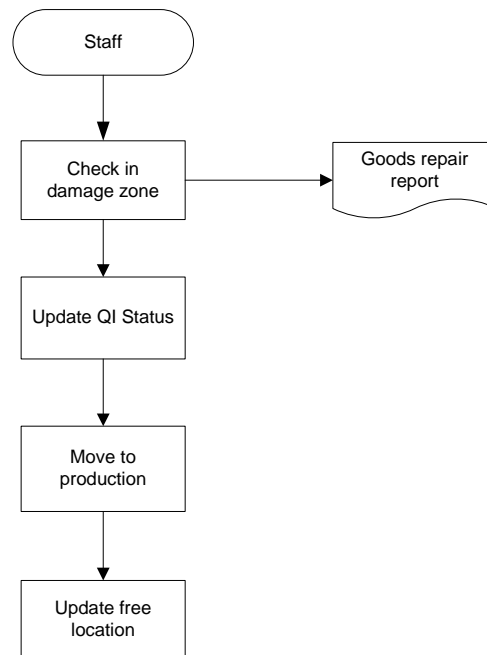 Staff
Check in
damage zone
Goods repair
report
Update QI Status
Move to
production
Update free
location